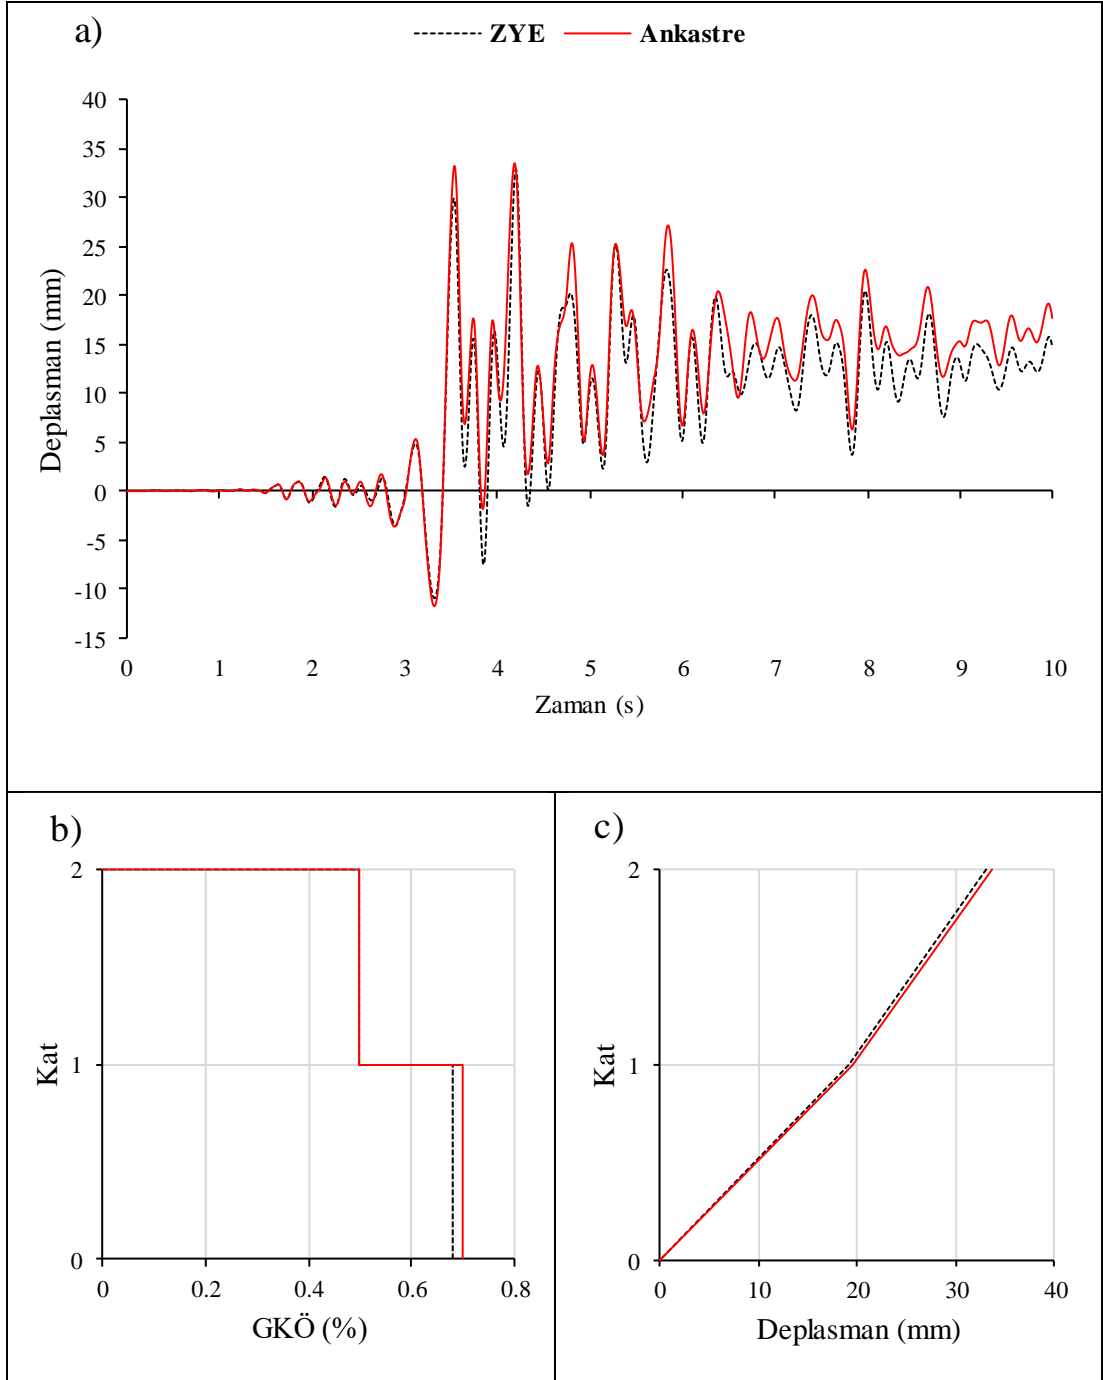 a)
ZYE Ankastre
40
35
30
25
20
15
10
5
0
-5
-10
-15
Deplasman (mm)
0 1 2 3 4 5 6 7 8 9 10
Zaman (s)
b)
2
1
0
Kat
0 0.2 0.4 0.6 0.8
GKÖ (%)
c)
2
1
0
Kat
0 10 20 30 40
Deplasman (mm)